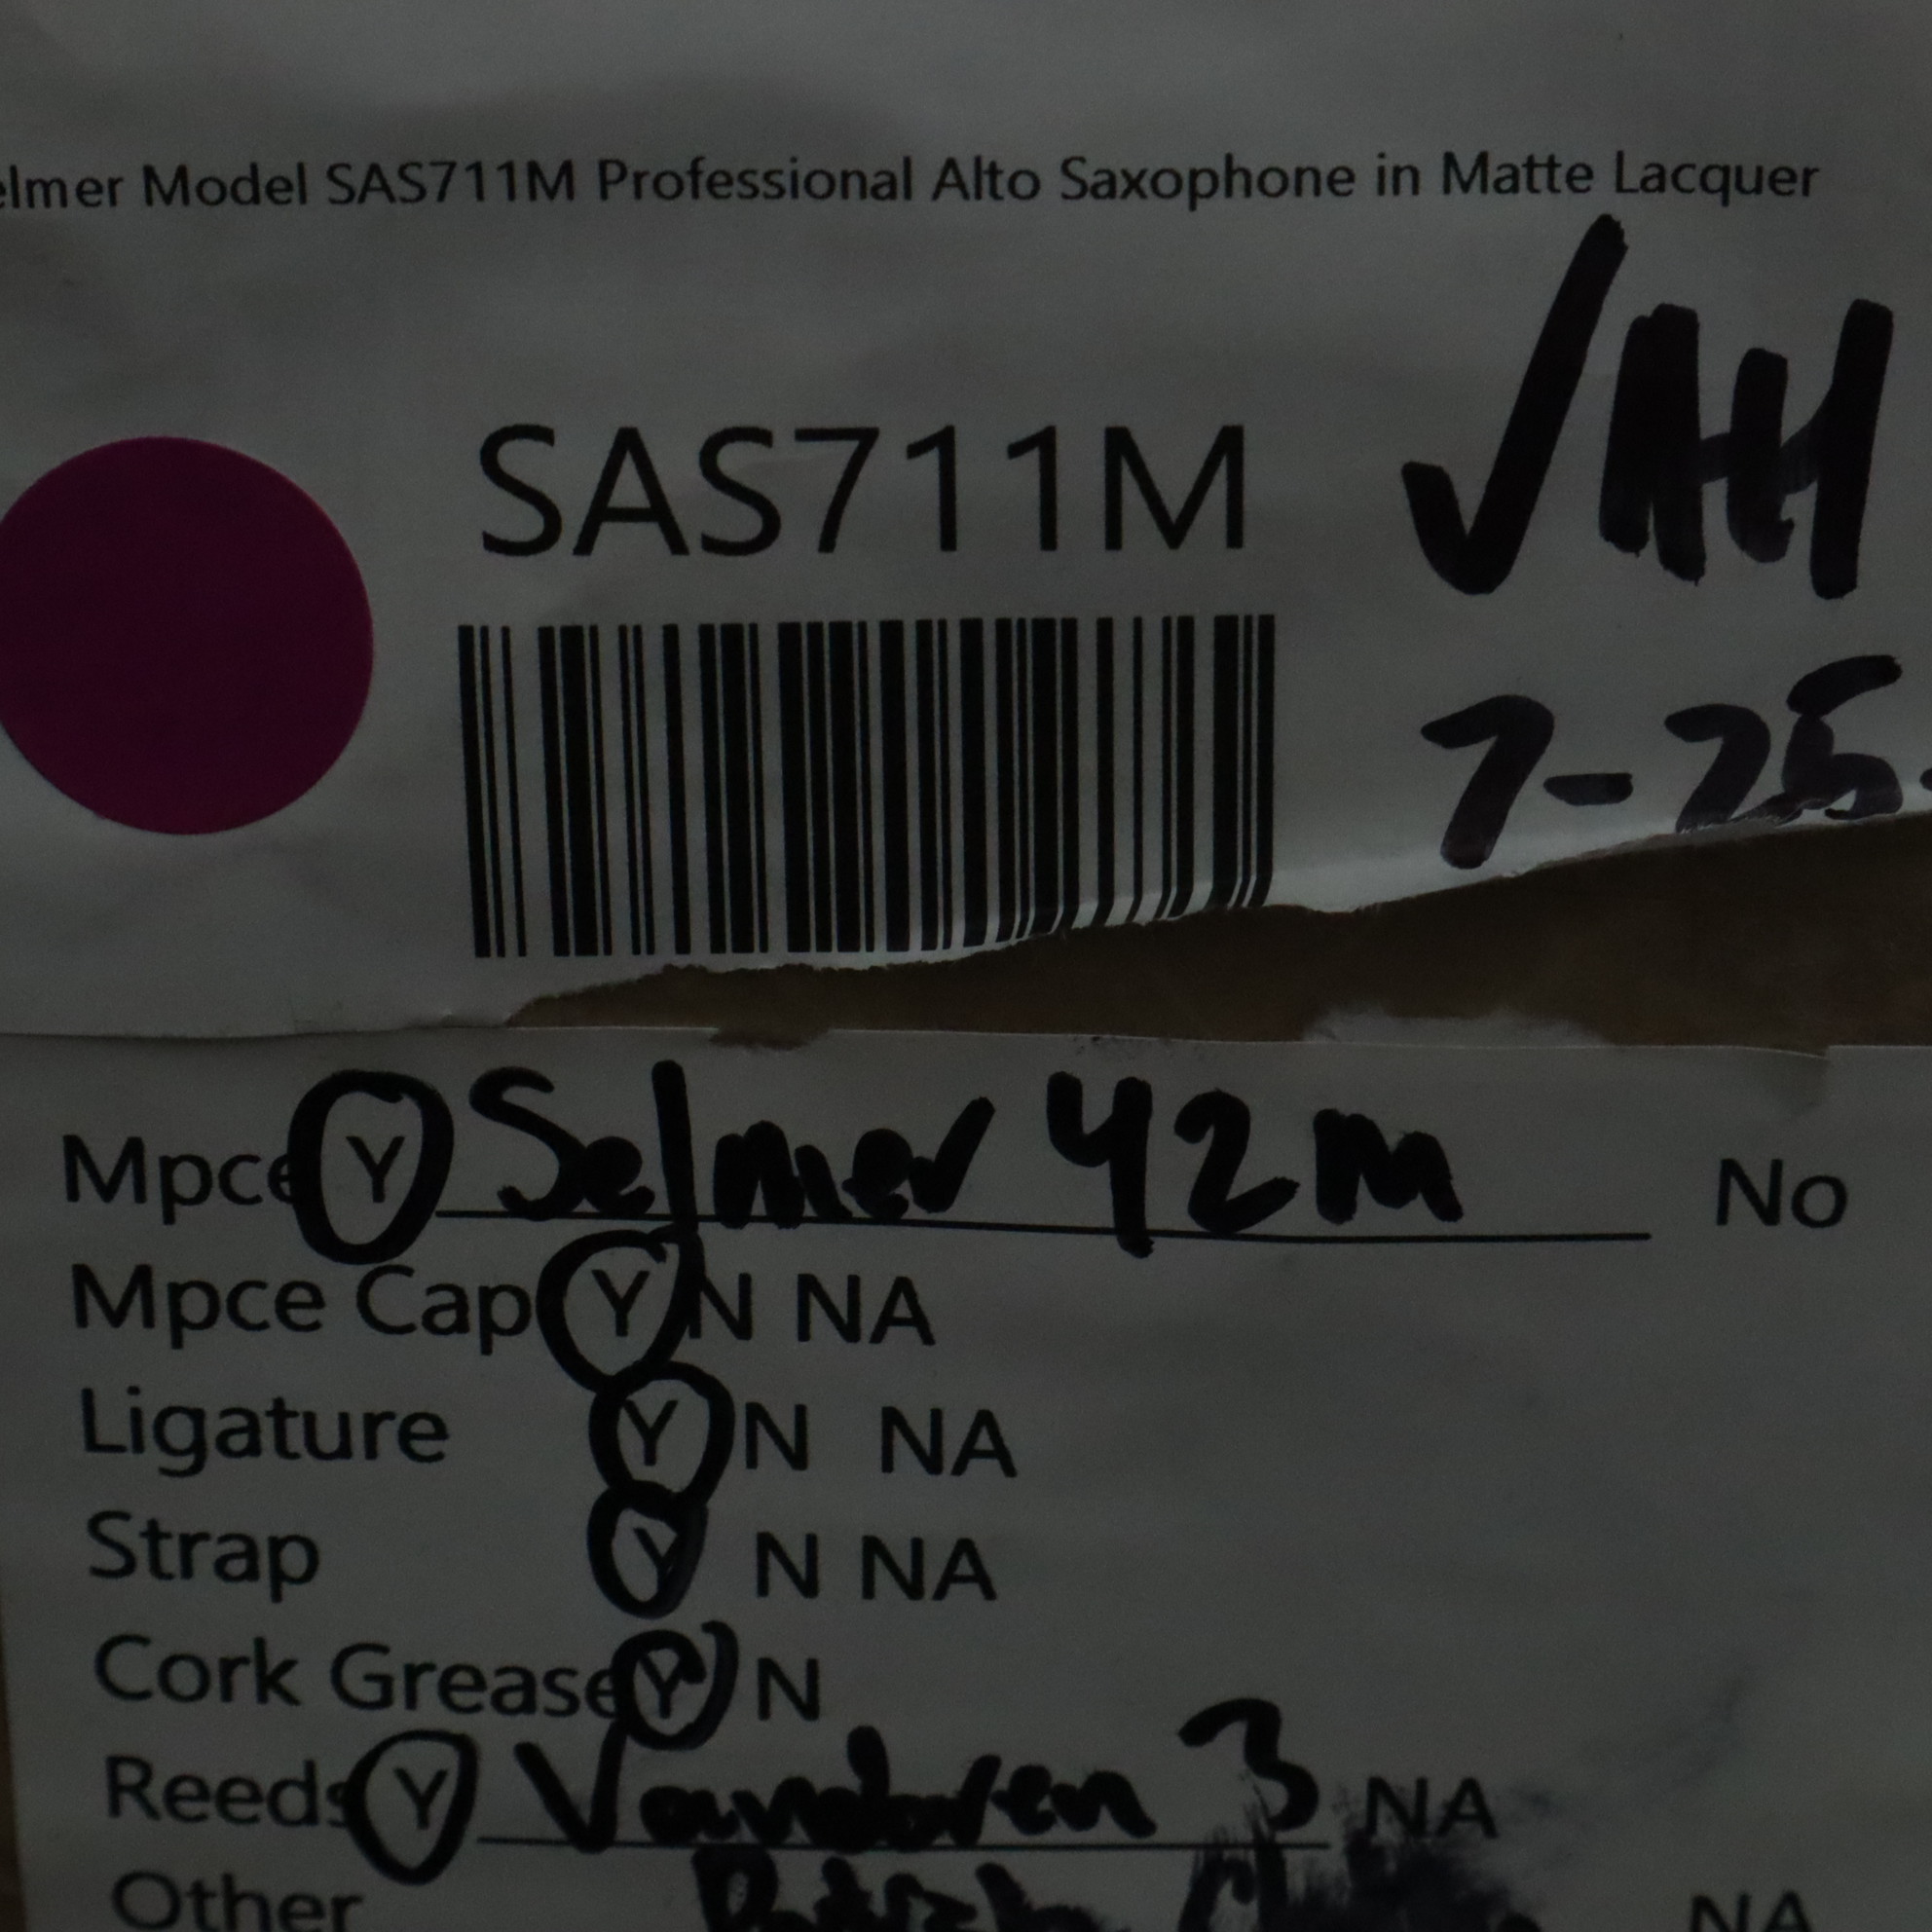 elmer Model SAS711M Professional Alto Saxophone in Matte Lacquer
SAS711M
7-25-
Mpce Y Selmer 42m No
Mpce Cap Y N NA
Ligature Y N NA
Strap Y N NA
Cork Grease Y N
Reeds Y Vandoren 3 NA
Other Polish NA